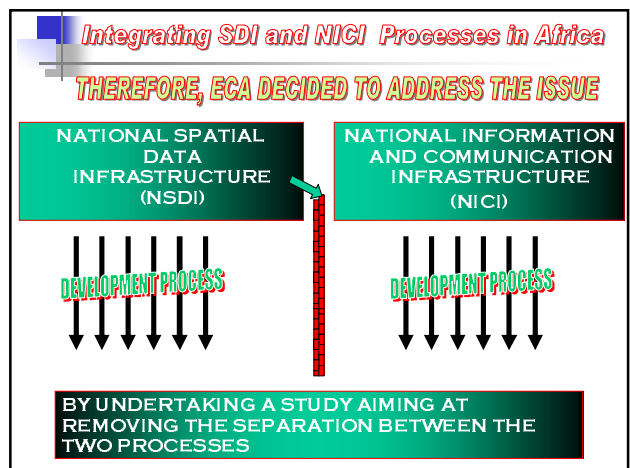 Integrating SDI and NICI Processes in Africa
THEREFORE, ECA DECIDED TO ADDRESS THE ISSUE
NATIONAL SPATIAL
DATA
INFRASTRUCTURE
(NSDI)
NATIONAL INFORMATION
AND COMMUNICATION
INFRASTRUCTURE
(NICI)
DEVELOPMENT PROCESS
DEVELOPMENT PROCESS
BY UNDERTAKING A STUDY AIMING AT
REMOVING THE SEPARATION BETWEEN THE
TWO PROCESSES